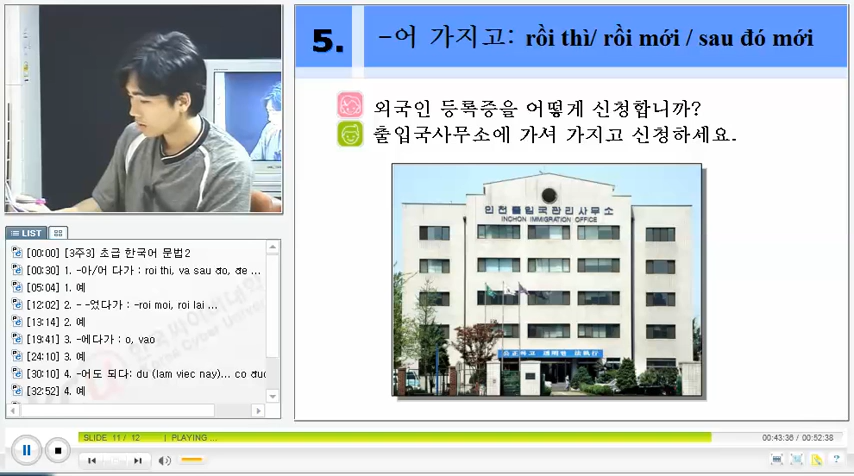 5. -어 가지고: rồi thì/ rồi mới / sau đó mới
외국인 등록증을 어떻게 신청합니까?
출입국사무소에 가셔 가지고 신청하세요.
인천출입국관리사무소
INCHON IMMIGRATION OFFICE
LIST
[00:00] [3주3] 초급 한국어 문법2
[00:30] 1. -아/어 다가 : roi thi, va sau đo, đe ...
[05:04] 1. 예
[12:02] 2. - -었다가 : -roi moi, roi lai ...
[13:14] 2. 예
[19:41] 3. -에다가 : o, vao
[24:10] 3. 예
[30:10] 4. -어도 되다: du (lam viec nay)... co đuo
[32:52] 4. 예
SLIDE 11 / 12 | PLAYING ...
00:43:36 / 00:52:38